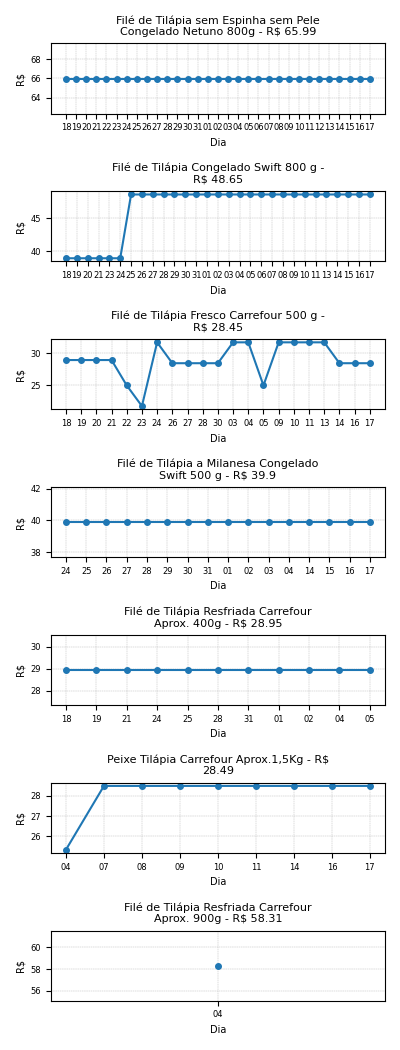 Filé de Tilápia sem Espinha sem Pele
Congelado Netuno 800g - R$ 65.99
68
66
64
R$
18 19 20 21 22 23 24 25 26 27 28 29 30 31 01 02 03 04 05 06 07 08 09 10 11 12 13 14 15 16 17
Dia
Filé de Tilápia Congelado Swift 800 g -
R$ 48.65
45
40
R$
18 19 20 21 23 24 25 26 27 28 29 30 31 01 02 03 04 05 06 07 08 09 10 11 12 13 14 15 16 17
Dia
Filé de Tilápia Fresco Carrefour 500 g -
R$ 28.45
30
25
R$
18 19 20 21 22 23 24 26 27 28 30 03 04 05 09 10 11 13 14 16 17
Dia
Filé de Tilápia a Milanesa Congelado
Swift 500 g - R$ 39.9
42
40
38
R$
24 25 26 27 28 29 30 31 01 02 03 04 14 15 16 17
Dia
Filé de Tilápia Resfriada Carrefour
Aprox. 400g - R$ 28.95
30
29
28
R$
18 19 21 24 25 28 31 01 02 04 05
Dia
Peixe Tilápia Carrefour Aprox.1,5Kg - R$
28.49
28
27
26
R$
04 07 08 09 10 11 14 16 17
Dia
Filé de Tilápia Resfriada Carrefour
Aprox. 900g - R$ 58.31
60
58
56
R$
04
Dia